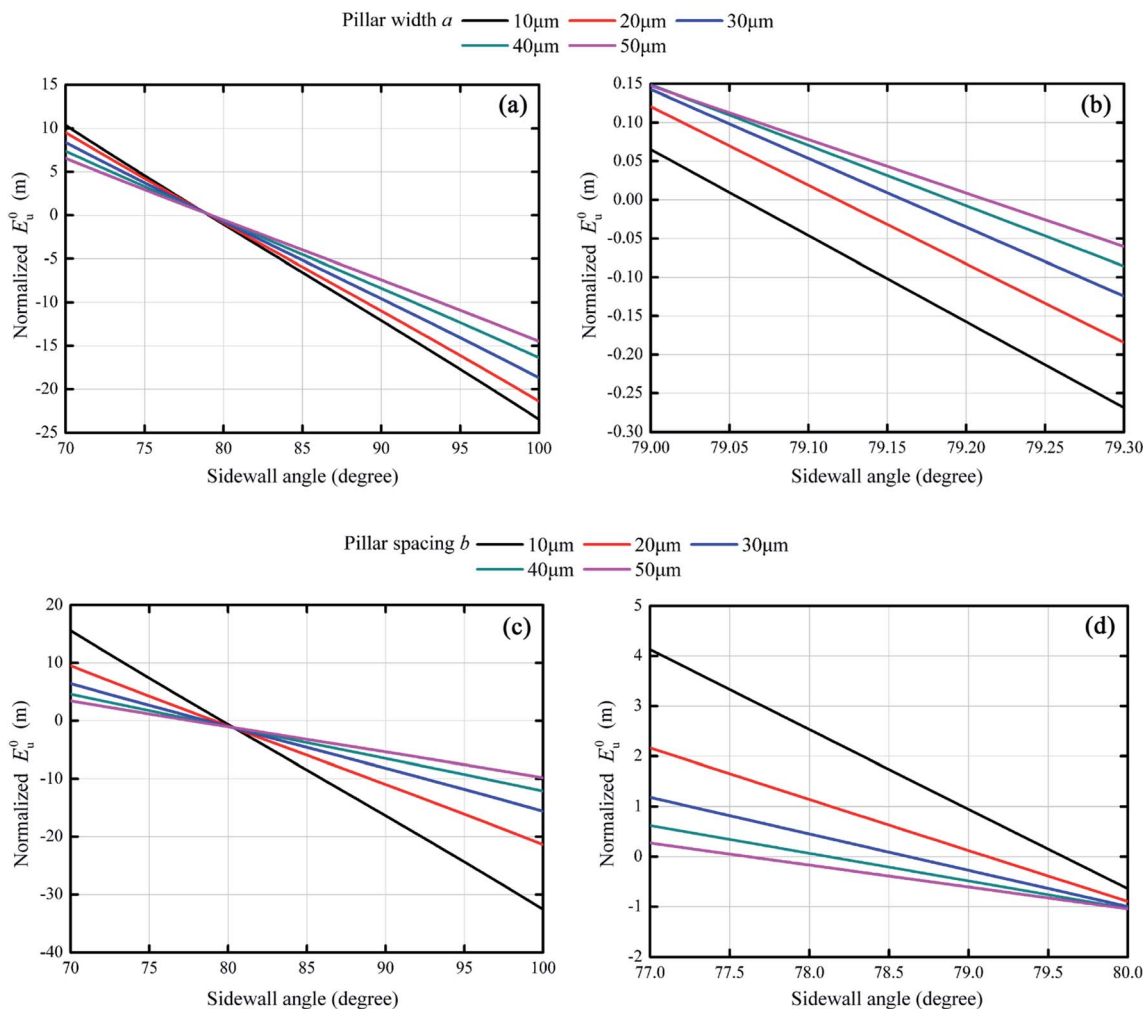 Pillar width a 10μm 20μm 30μm
40μm 50μm
(a)
15
10
5
0
-5
-10
-15
-20
-25
Normalized E_u^0 (m)
70 75 80 85 90 95 100
Sidewall angle (degree)
(b)
0.15
0.10
0.05
0.00
-0.05
-0.10
-0.15
-0.20
-0.25
-0.30
Normalized E_u^0 (m)
79.00 79.05 79.10 79.15 79.20 79.25 79.30
Sidewall angle (degree)
Pillar spacing b 10μm 20μm 30μm
40μm 50μm
(c)
20
10
0
-10
-20
-30
-40
Normalized E_u^0 (m)
70 75 80 85 90 95 100
Sidewall angle (degree)
(d)
5
4
3
2
1
0
-1
-2
Normalized E_u^0 (m)
77.0 77.5 78.0 78.5 79.0 79.5 80.0
Sidewall angle (degree)